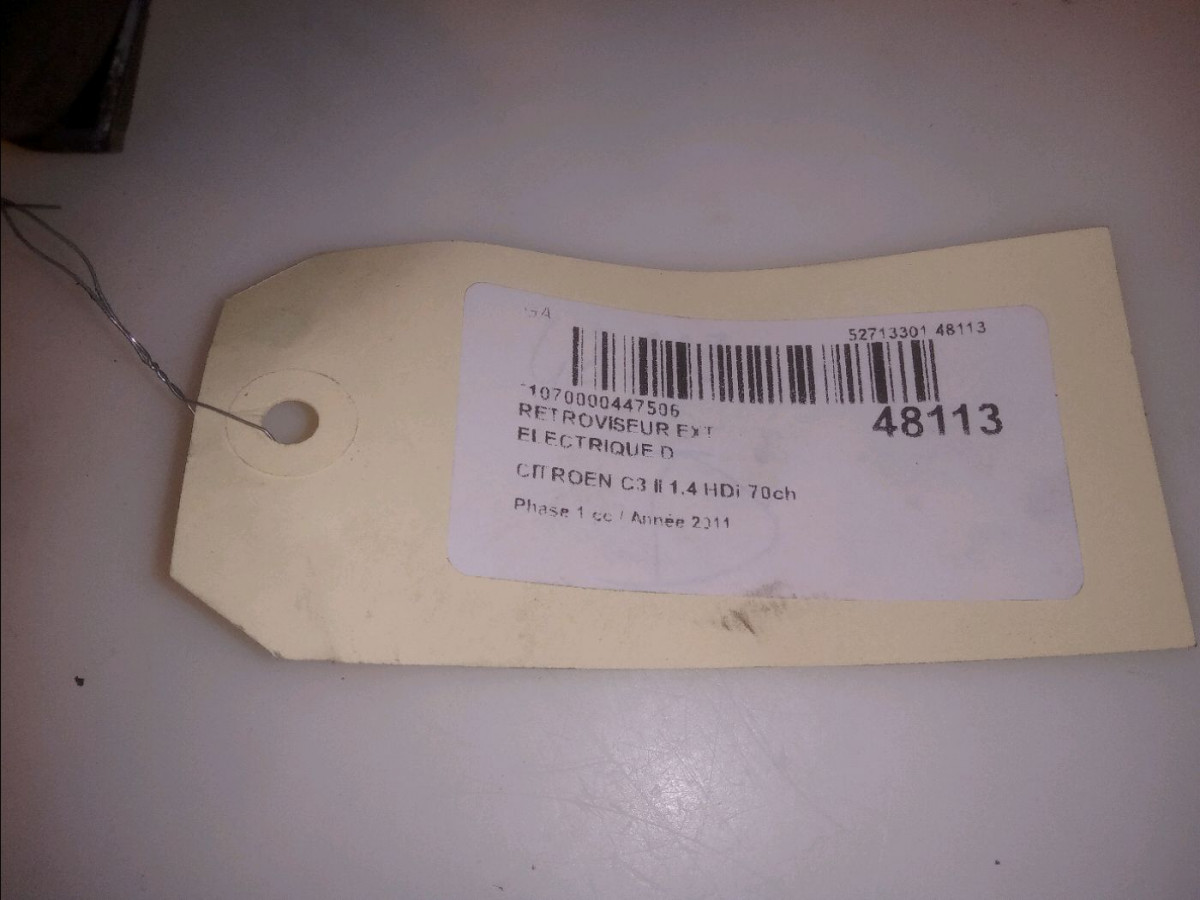 52713301 48113
1070000447506
48113
RETROVISEUR EXT
ELECTRIQUE D
CITROEN C3 II 1.4 HDi 70ch
Phase 1 cc / Année 2011